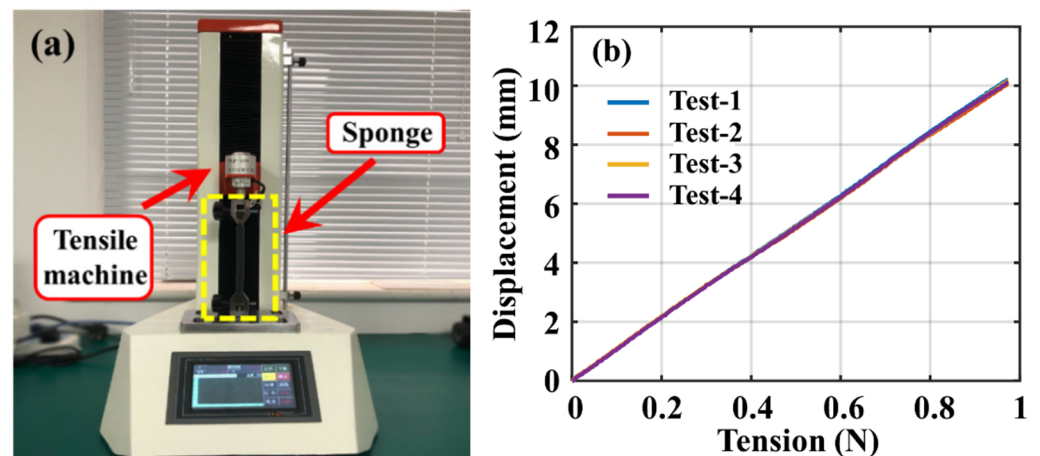 (a)
Sponge
Tensile
machine
(b)
Test-1
Test-2
Test-3
Test-4
Displacement (mm)
12
10
8
6
4
2
0
0
0.2
0.4
0.6
0.8
1
Tension (N)